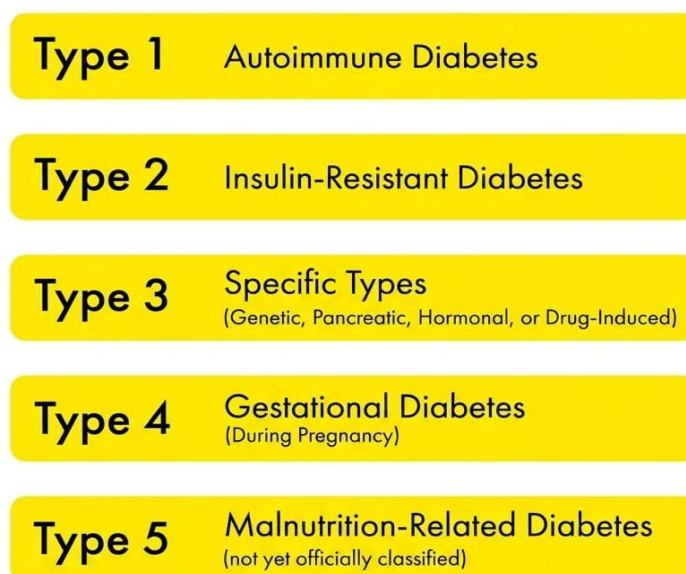 Type 1 Autoimmune Diabetes
Type 2 Insulin-Resistant Diabetes
Type 3 Specific Types
(Genetic, Pancreatic, Hormonal, or Drug-Induced)
Type 4 Gestational Diabetes
(During Pregnancy)
Type 5 Malnutrition-Related Diabetes
(not yet officially classified)